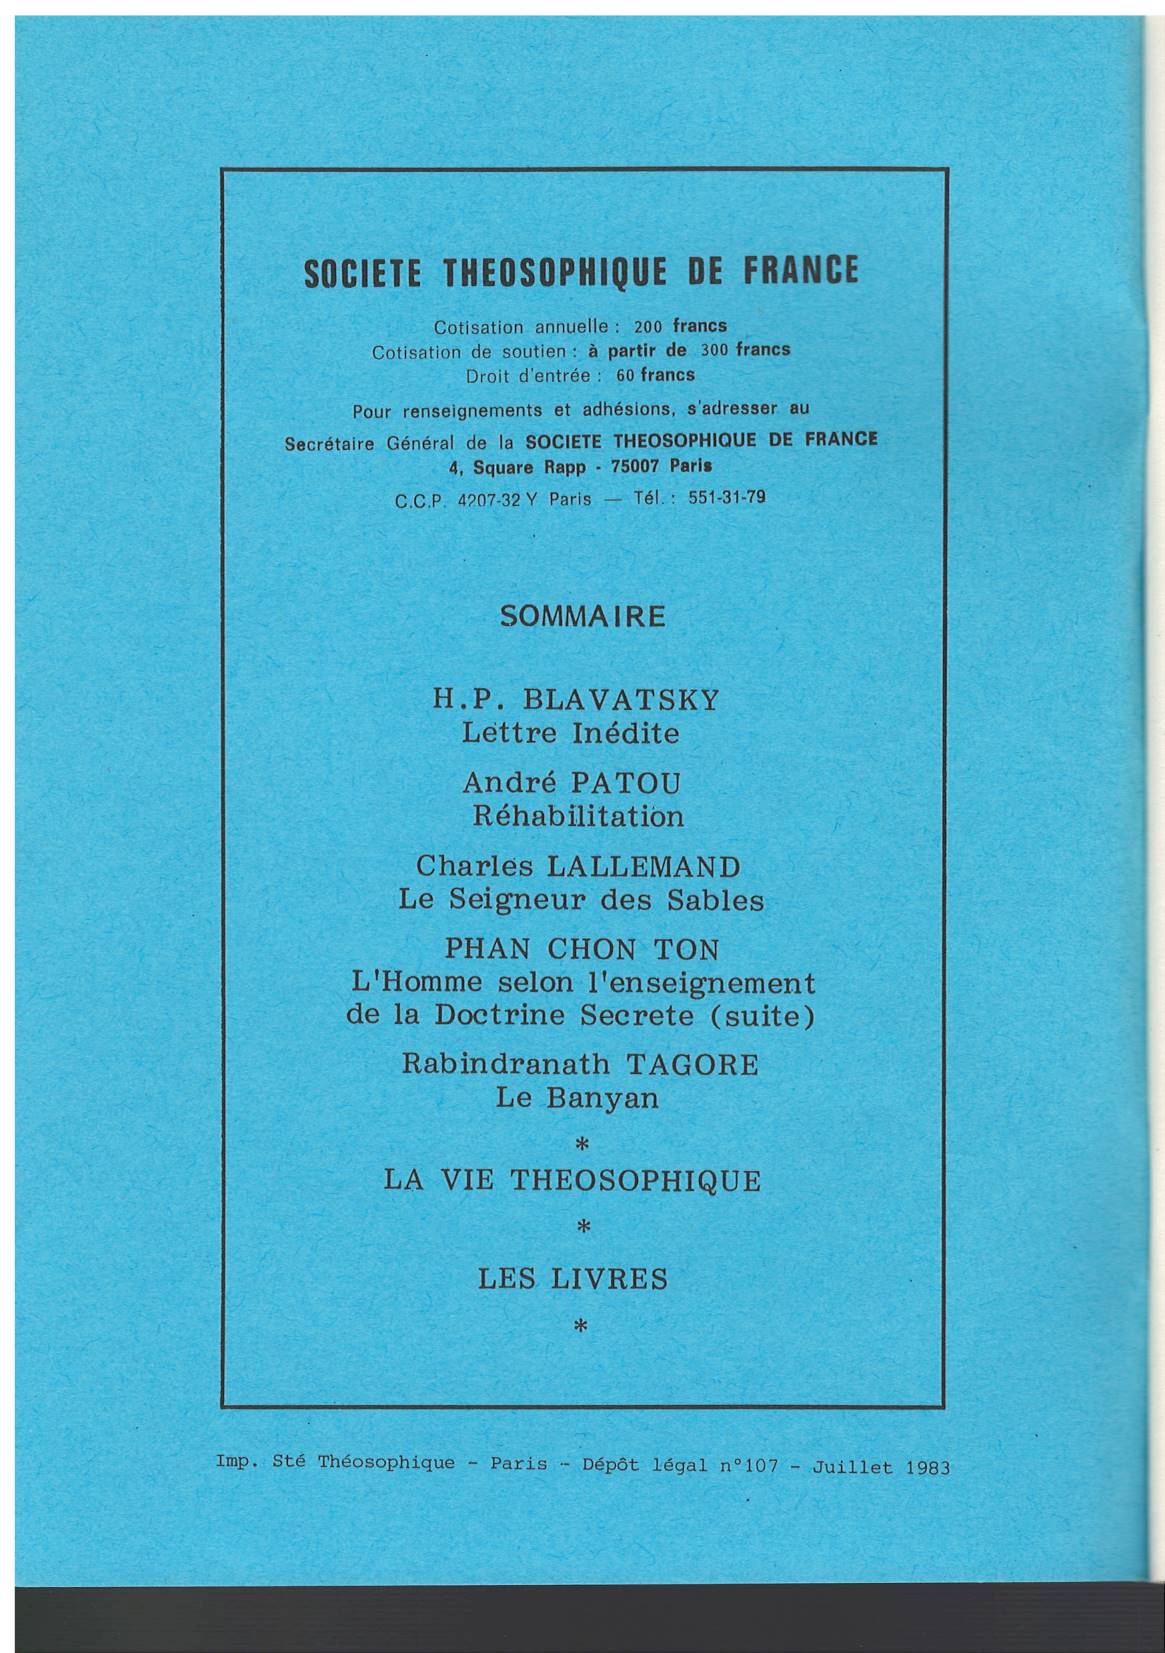 SOCIETE THEOSOPHIQUE DE FRANCE
Cotisation annuelle : 200 francs
Cotisation de soutien : à partir de 300 francs
Droit d'entrée : 60 francs
Pour renseignements et adhésions, s'adresser au
Secrétaire Général de la SOCIETE THEOSOPHIQUE DE FRANCE
4, Square Rapp - 75007 Paris
C.C.P. 4207-32 Y Paris — Tél. : 551-31-79
SOMMAIRE
H.P. BLAVATSKY
Lettre Inédite
André PATOU
Réhabilitation
Charles LALLEMAND
Le Seigneur des Sables
PHAN CHON TON
L'Homme selon l'enseignement
de la Doctrine Secrete (suite)
Rabindranath TAGORE
Le Banyan
*
LA VIE THEOSOPHIQUE
*
LES LIVRES
*
Imp. Sté Théosophique - Paris - Dépôt légal n°107 - Juillet 1983